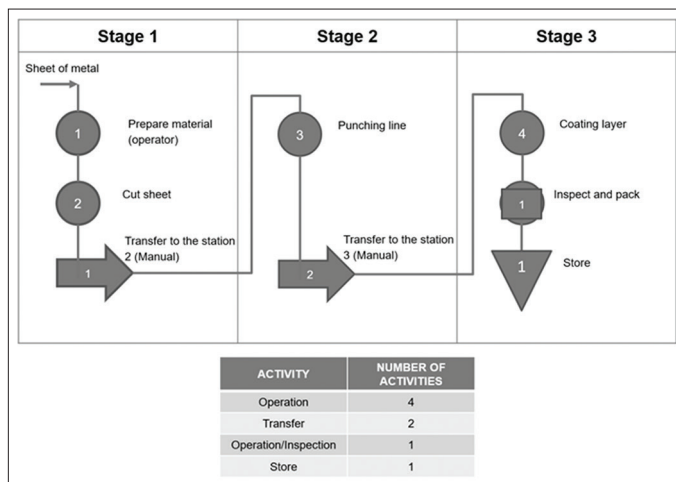 Stage 1
Stage 2
Stage 3
Sheet of metal
1
Prepare material
(operator)
2
Cut sheet
1
Transfer to the station
2 (Manual)
3
Punching line
2
Transfer to the station
3 (Manual)
4
Coating layer
1
Inspect and pack
1
Store
ACTIVITY
NUMBER OF
ACTIVITIES
Operation
4
Transfer
2
Operation/Inspection
1
Store
1